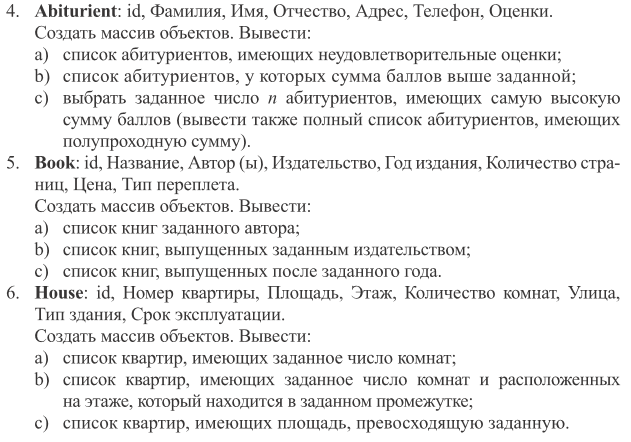 4. Abiturient: id, Фамилия, Имя, Отчество, Адрес, Телефон, Оценки.
Создать массив объектов. Вывести:
a) список абитуриентов, имеющих неудовлетворительные оценки;
b) список абитуриентов, у которых сумма баллов выше заданной;
c) выбрать заданное число n абитуриентов, имеющих самую высокую
сумму баллов (вывести также полный список абитуриентов, имеющих
полупроходную сумму).
5. Book: id, Название, Автор (ы), Издательство, Год издания, Количество стра-
ниц, Цена, Тип переплета.
Создать массив объектов. Вывести:
a) список книг заданного автора;
b) список книг, выпущенных заданным издательством;
c) список книг, выпущенных после заданного года.
6. House: id, Номер квартиры, Площадь, Этаж, Количество комнат, Улица,
Тип здания, Срок эксплуатации.
Создать массив объектов. Вывести:
a) список квартир, имеющих заданное число комнат;
b) список квартир, имеющих заданное число комнат и расположенных
на этаже, который находится в заданном промежутке;
c) список квартир, имеющих площадь, превосходящую заданную.